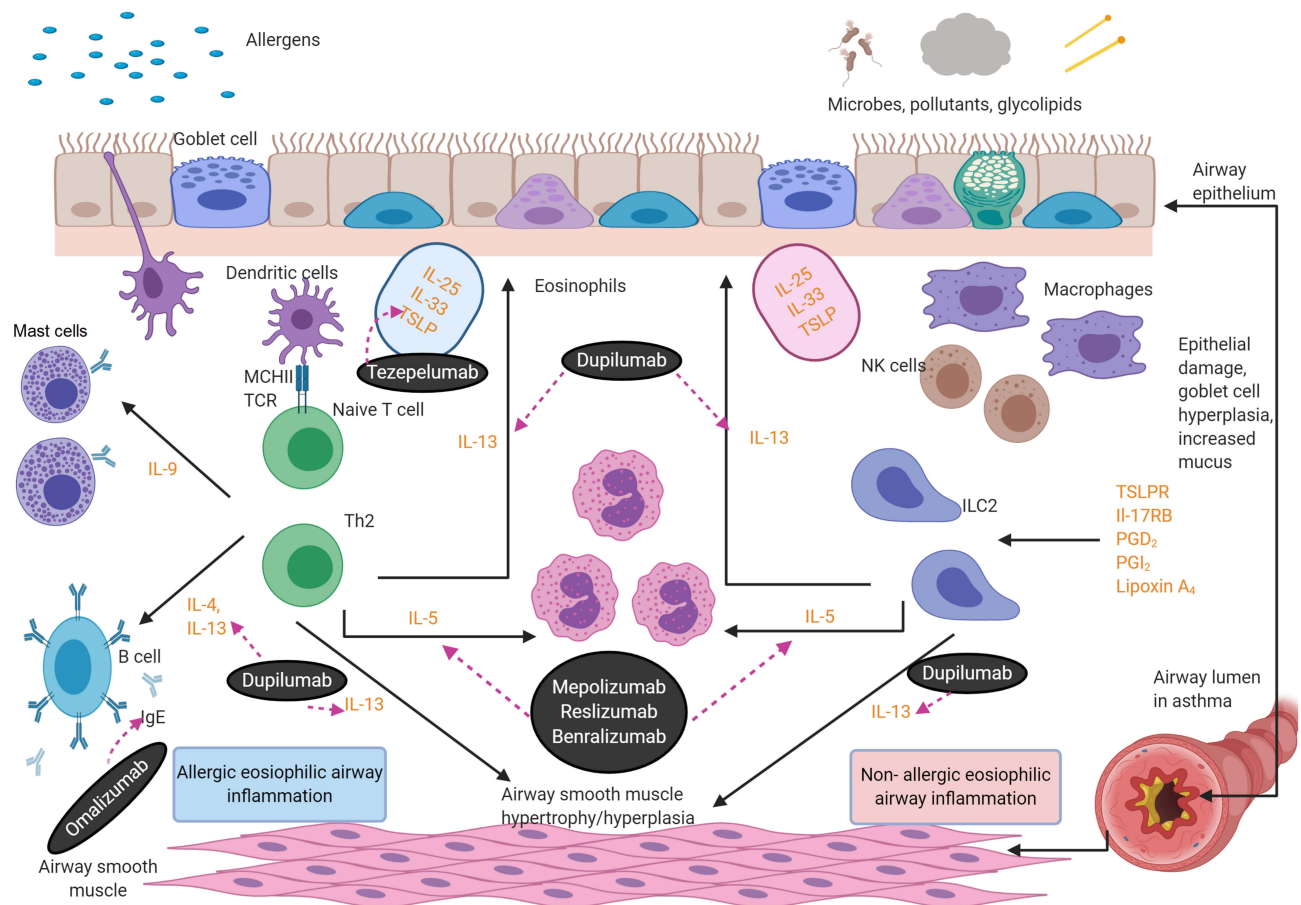 Allergens
Microbes, pollutants, glycolipids
Goblet cell
Airway
epithelium
Dendritic cells
IL-25
IL-33
TSLP
Eosinophils
IL-25
IL-33
TSLP
Macrophages
Mast cells
MCHII
TCR
Tezepelumab
Dupilumab
NK cells
Epithelial
damage,
goblet cell
hyperplasia,
increased
mucus
Naive T cell
IL-9
IL-13
IL-13
Th2
ILC2
TSLPR
Il-17RB
PGD₂
PGI₂
Lipoxin A₄
IL-4,
IL-13
IL-5
IL-5
B cell
Dupilumab
IL-13
Mepolizumab
Reslizumab
Benralizumab
Dupilumab
IL-13
Airway lumen
in asthma
IgE
Omalizumab
Allergic eosiophilic airway
inflammation
Airway smooth muscle
hypertrophy/hyperplasia
Non- allergic eosiophilic
airway inflammation
Airway smooth
muscle